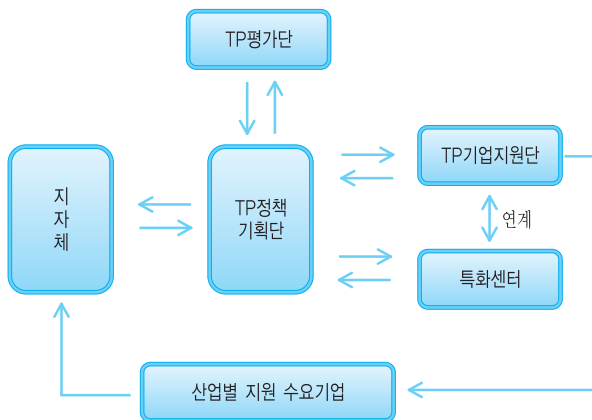 TP평가단
지
자
체
TP정책
기획단
TP기업지원단
연계
특화센터
산업별 지원 수요기업